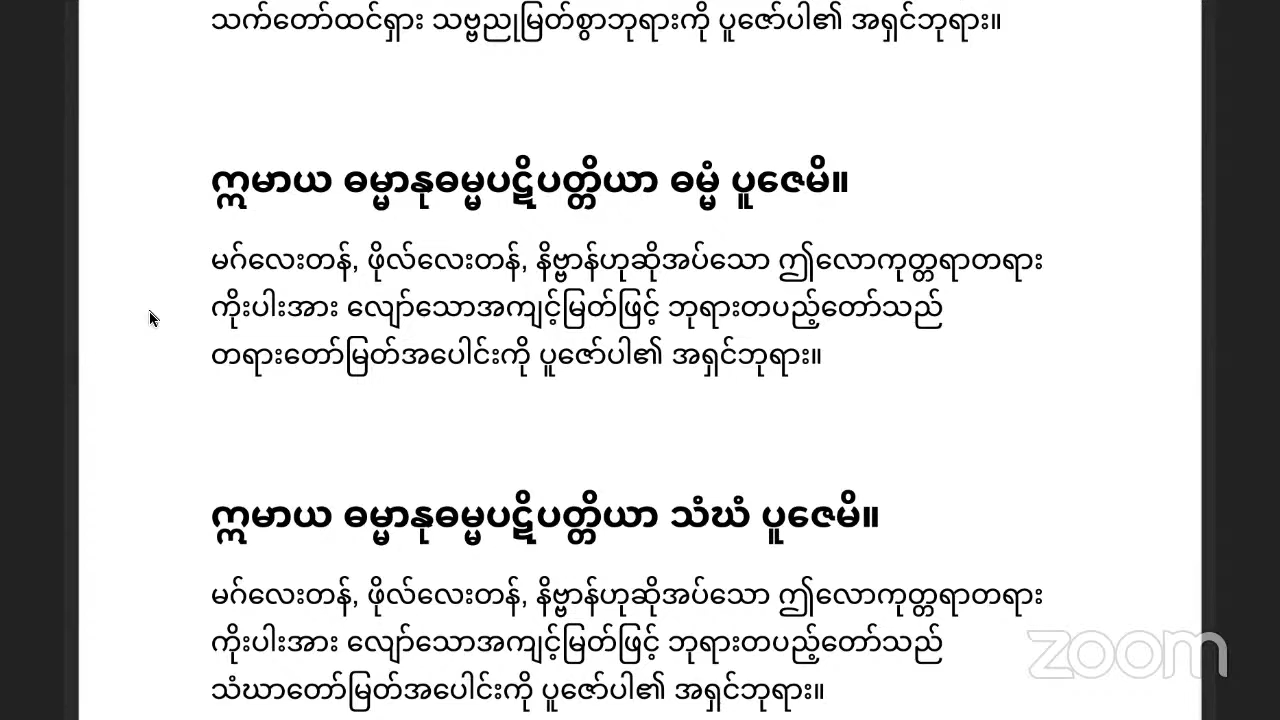 သက်တော်ထင်ရှား သဗ္ဗညုမြတ်စွာဘုရားကို ပူဇော်ပါ၏ အရှင်ဘုရား။
ဣမာယ ဓမ္မာနုဓမ္မပဋိပတ္တိယာ ဓမ္မံ ပူဇေမိ။
မဂ်လေးတန်, ဖိုလ်လေးတန်, နိဗ္ဗာန်ဟုဆိုအပ်သော ဤလောကုတ္တရာတရား
ကိုးပါးအား လျော်သောအကျင့်မြတ်ဖြင့် ဘုရားတပည့်တော်သည်
တရားတော်မြတ်အပေါင်းကို ပူဇော်ပါ၏ အရှင်ဘုရား။
ဣမာယ ဓမ္မာနုဓမ္မပဋိပတ္တိယာ သံဃံ ပူဇေမိ။
မဂ်လေးတန်, ဖိုလ်လေးတန်, နိဗ္ဗာန်ဟုဆိုအပ်သော ဤလောကုတ္တရာတရား
ကိုးပါးအား လျော်သောအကျင့်မြတ်ဖြင့် ဘုရားတပည့်တော်သည်
သံဃာတော်မြတ်အပေါင်းကို ပူဇော်ပါ၏ အရှင်ဘုရား။
zoom